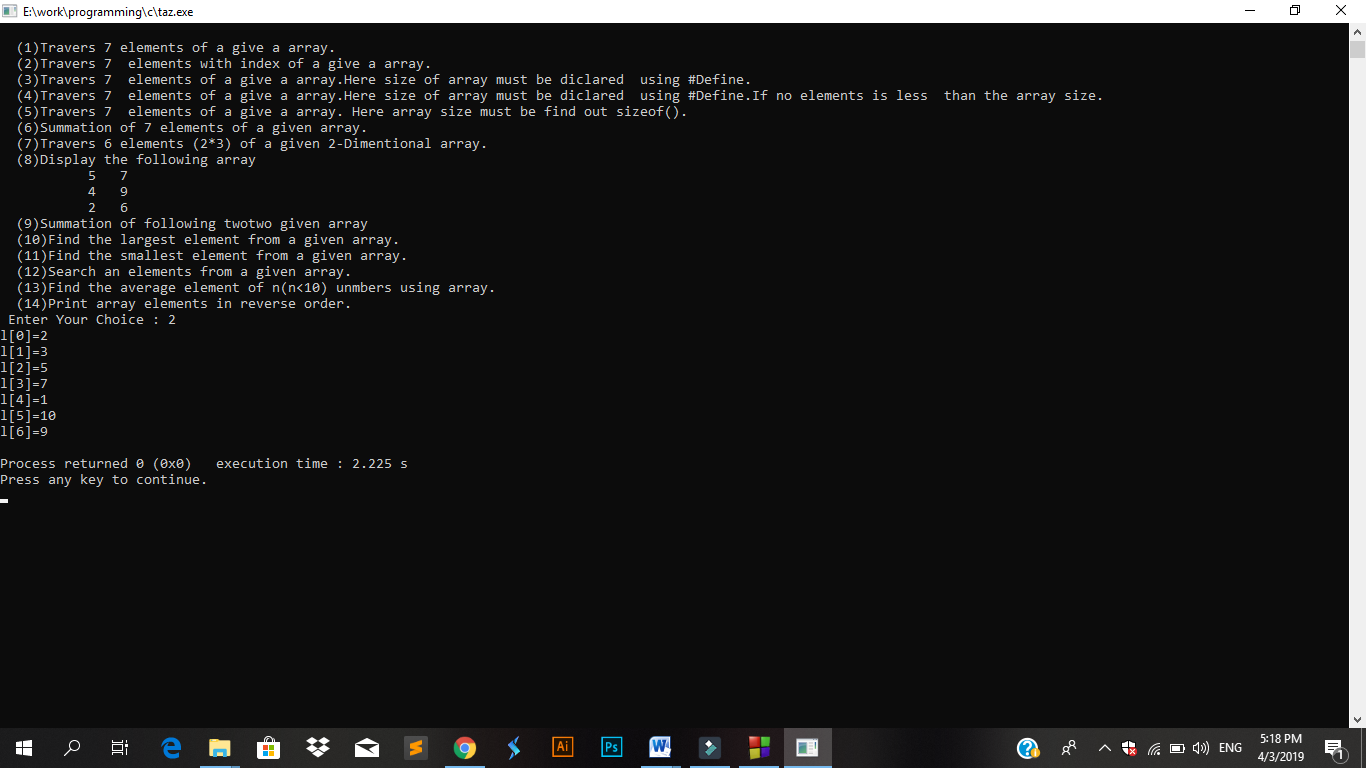 E:\work\programming\c\taz.exe
(1)Travers 7 elements of a give a array.
(2)Travers 7  elements with index of a give a array.
(3)Travers 7  elements of a give a array.Here size of array must be diclared  using #Define.
(4)Travers 7  elements of a give a array.Here size of array must be diclared  using #Define.If no elements is less  than the array size.
(5)Travers 7  elements of a give a array. Here array size must be find out sizeof().
(6)Summation of 7 elements of a given array.
(7)Travers 6 elements (2*3) of a given 2-Dimentional array.
(8)Display the following array
5   7
4   9
2   6
(9)Summation of following twotwo given array
(10)Find the largest element from a given array.
(11)Find the smallest element from a given array.
(12)Search an elements from a given array.
(13)Find the average element of n(n<10) unmbers using array.
(14)Print array elements in reverse order.
Enter Your Choice : 2
l[0]=2
l[1]=3
l[2]=5
l[3]=7
l[4]=1
l[5]=10
l[6]=9
Process returned 0 (0x0)   execution time : 2.225 s
Press any key to continue.
Ai
Ps
W
ENG
5:18 PM
4/3/2019
1